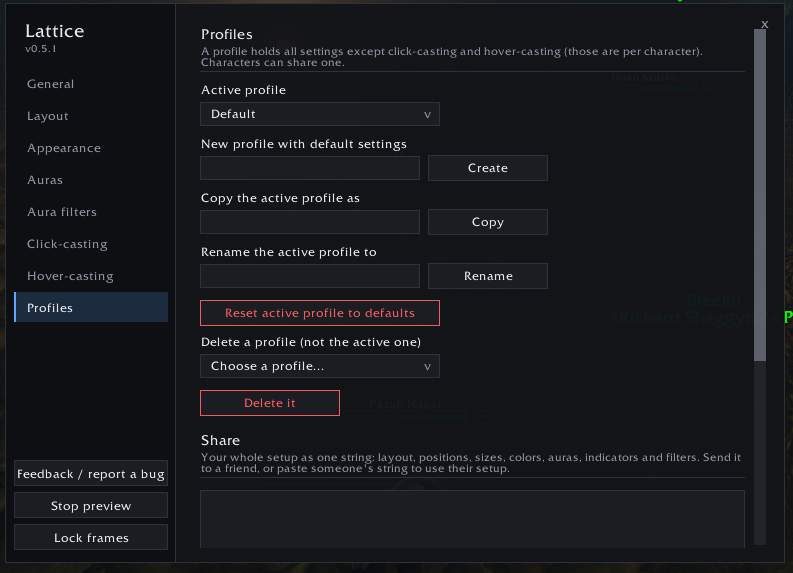 Lattice
v0.5.1
General
Layout
Appearance
Auras
Aura filters
Click-casting
Hover-casting
Profiles
Feedback / report a bug
Stop preview
Lock frames
x
Profiles
A profile holds all settings except click-casting and hover-casting (those are per character).
Characters can share one.
Active profile
Default v
New profile with default settings
Create
Copy the active profile as
Copy
Rename the active profile to
Rename
Reset active profile to defaults
Delete a profile (not the active one)
Choose a profile... v
Delete it
Share
Your whole setup as one string: layout, positions, sizes, colors, auras, indicators and filters. Send it
to a friend, or paste someone's string to use their setup.